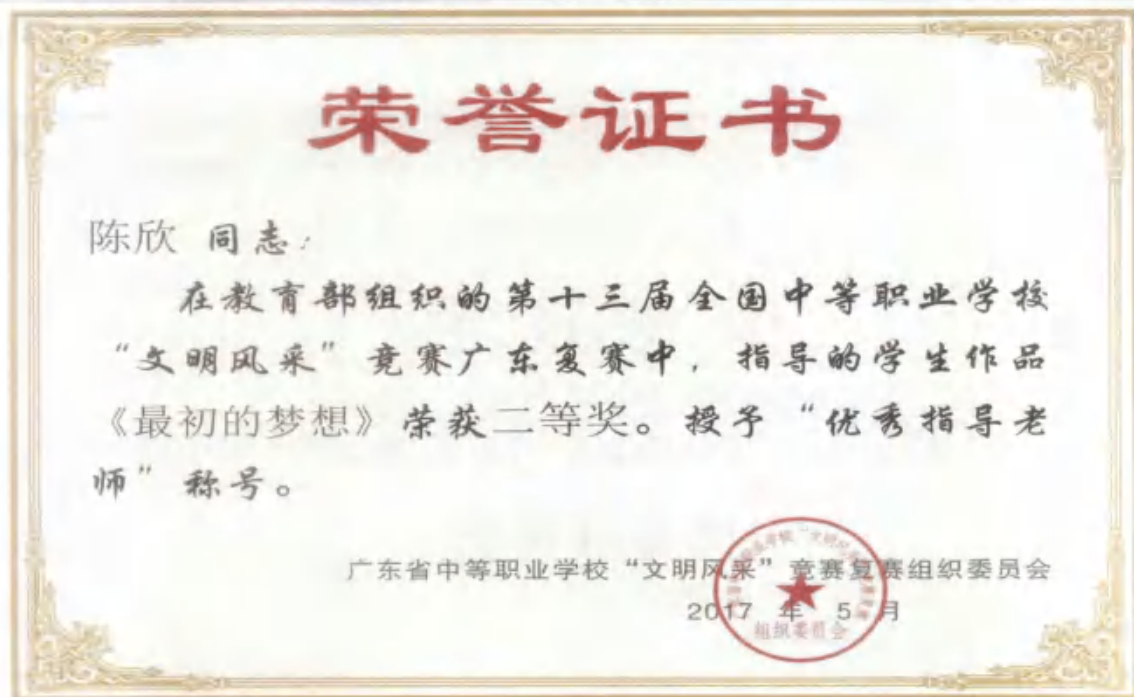 荣誉证书
陈欣 同志：
在教育部组织的第十三届全国中等职业学校
“文明风采”竞赛广东复赛中，指导的学生作品
《最初的梦想》荣获二等奖。授予“优秀指导老
师”称号。
广东省中等职业学校“文明风采”竞赛复赛组织委员会
2017 年 5 月
组织委员会